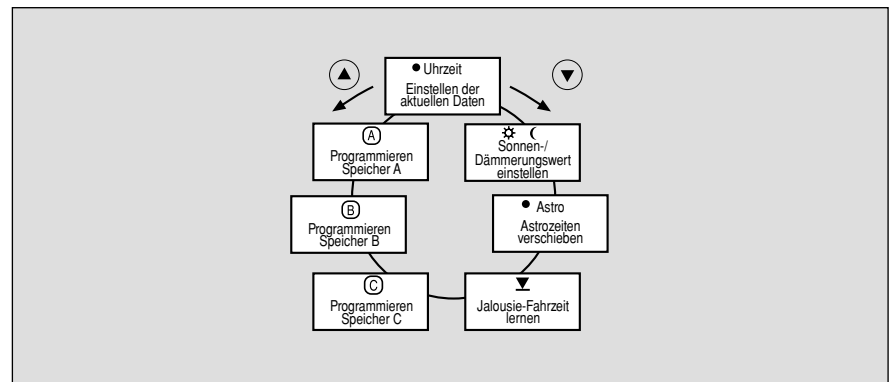 Uhrzeit
Einstellen der
aktuellen Daten
A
Programmieren
Speicher A
Sonnen-/
Dämmerungswert
einstellen
B
Programmieren
Speicher B
Astro
Astrozeiten
verschieben
C
Programmieren
Speicher C
Jalousie-Fahrzeit
lernen